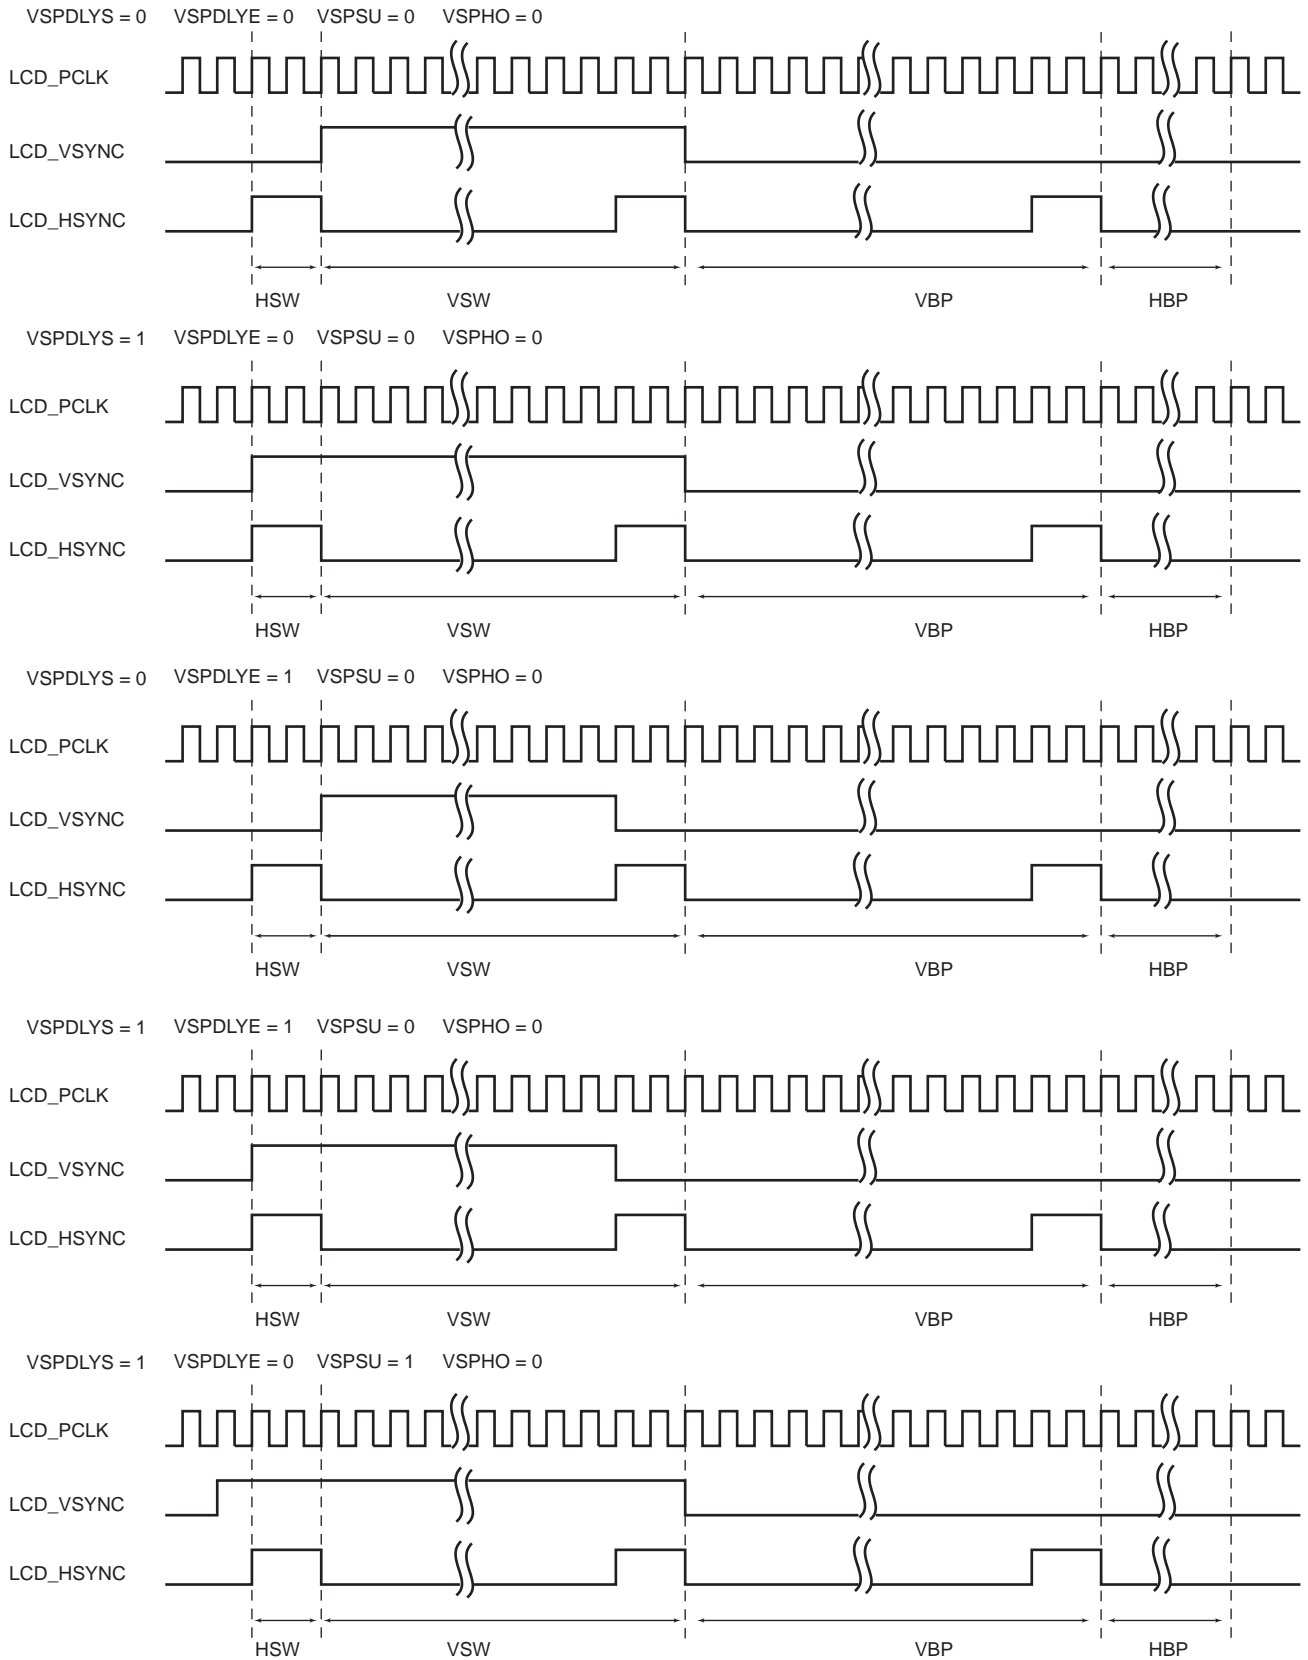 VSPDLYS = 0 VSPDLYE = 0 VSPSU = 0 VSPHO = 0
LCD_PCLK
LCD_VSYNC
LCD_HSYNC
HSW VSW VBP HBP
VSPDLYS = 1 VSPDLYE = 0 VSPSU = 0 VSPHO = 0
LCD_PCLK
LCD_VSYNC
LCD_HSYNC
HSW VSW VBP HBP
VSPDLYS = 0 VSPDLYE = 1 VSPSU = 0 VSPHO = 0
LCD_PCLK
LCD_VSYNC
LCD_HSYNC
HSW VSW VBP HBP
VSPDLYS = 1 VSPDLYE = 1 VSPSU = 0 VSPHO = 0
LCD_PCLK
LCD_VSYNC
LCD_HSYNC
HSW VSW VBP HBP
VSPDLYS = 1 VSPDLYE = 0 VSPSU = 1 VSPHO = 0
LCD_PCLK
LCD_VSYNC
LCD_HSYNC
HSW VSW VBP HBP